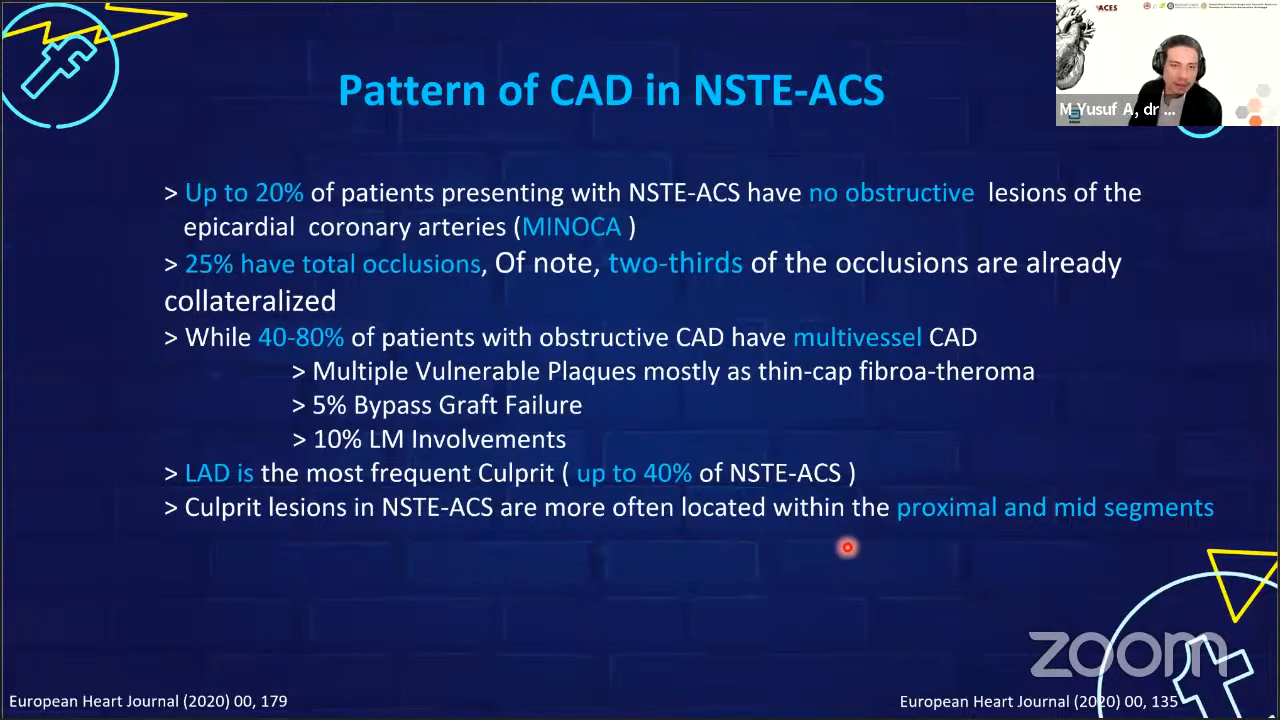 ACES
M Yusuf A, dr ...
Pattern of CAD in NSTE-ACS
> Up to 20% of patients presenting with NSTE-ACS have no obstructive lesions of the
epicardial coronary arteries (MINOCA )
> 25% have total occlusions, Of note, two-thirds of the occlusions are already
collateralized
> While 40-80% of patients with obstructive CAD have multivessel CAD
> Multiple Vulnerable Plaques mostly as thin-cap fibroa-theroma
> 5% Bypass Graft Failure
> 10% LM Involvements
> LAD is the most frequent Culprit ( up to 40% of NSTE-ACS )
> Culprit lesions in NSTE-ACS are more often located within the proximal and mid segments
zoom
European Heart Journal (2020) 00, 179
European Heart Journal (2020) 00, 135